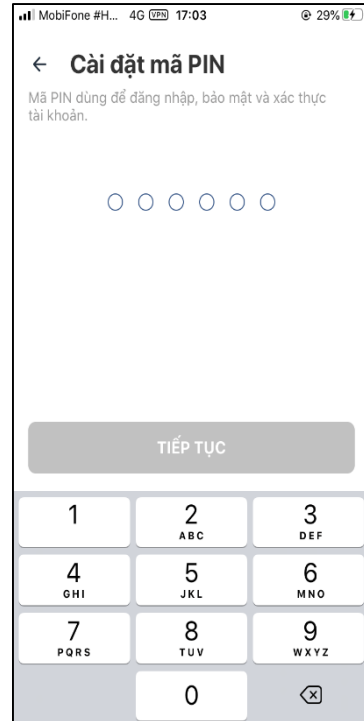 MobiFone #H... 4G VPN 17:03 29%
Cài đặt mã PIN
Mã PIN dùng để đăng nhập, bảo mật và xác thực
tài khoản.
TIẾP TỤC
1 2 3
ABC DEF
4 5 6
GHI JKL MNO
7 8 9
PQRS TUV WXYZ
0